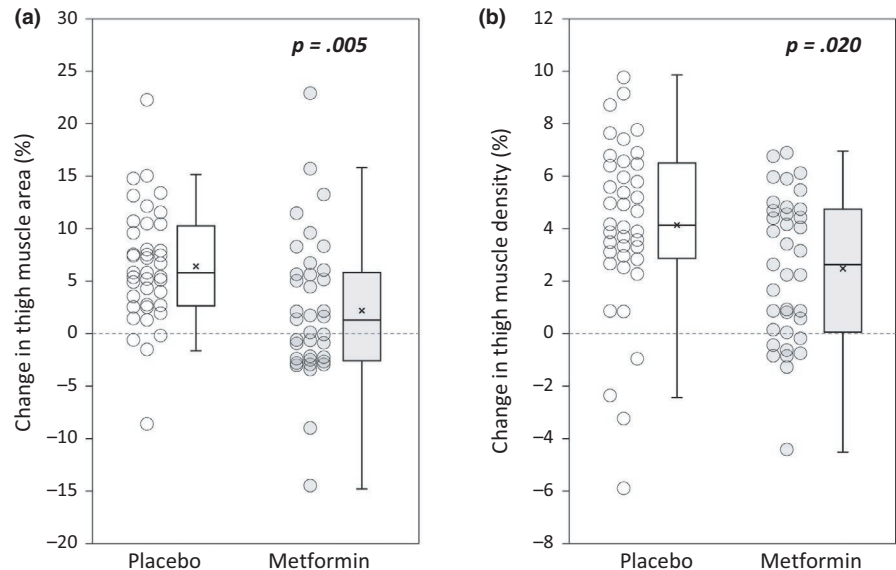 (a)
Change in thigh muscle area (%)
30
25
20
15
10
5
0
–5
–10
–15
–20
p = .005
Placebo Metformin
(b)
Change in thigh muscle density (%)
12
10
8
6
4
2
0
–2
–4
–6
–8
p = .020
Placebo Metformin